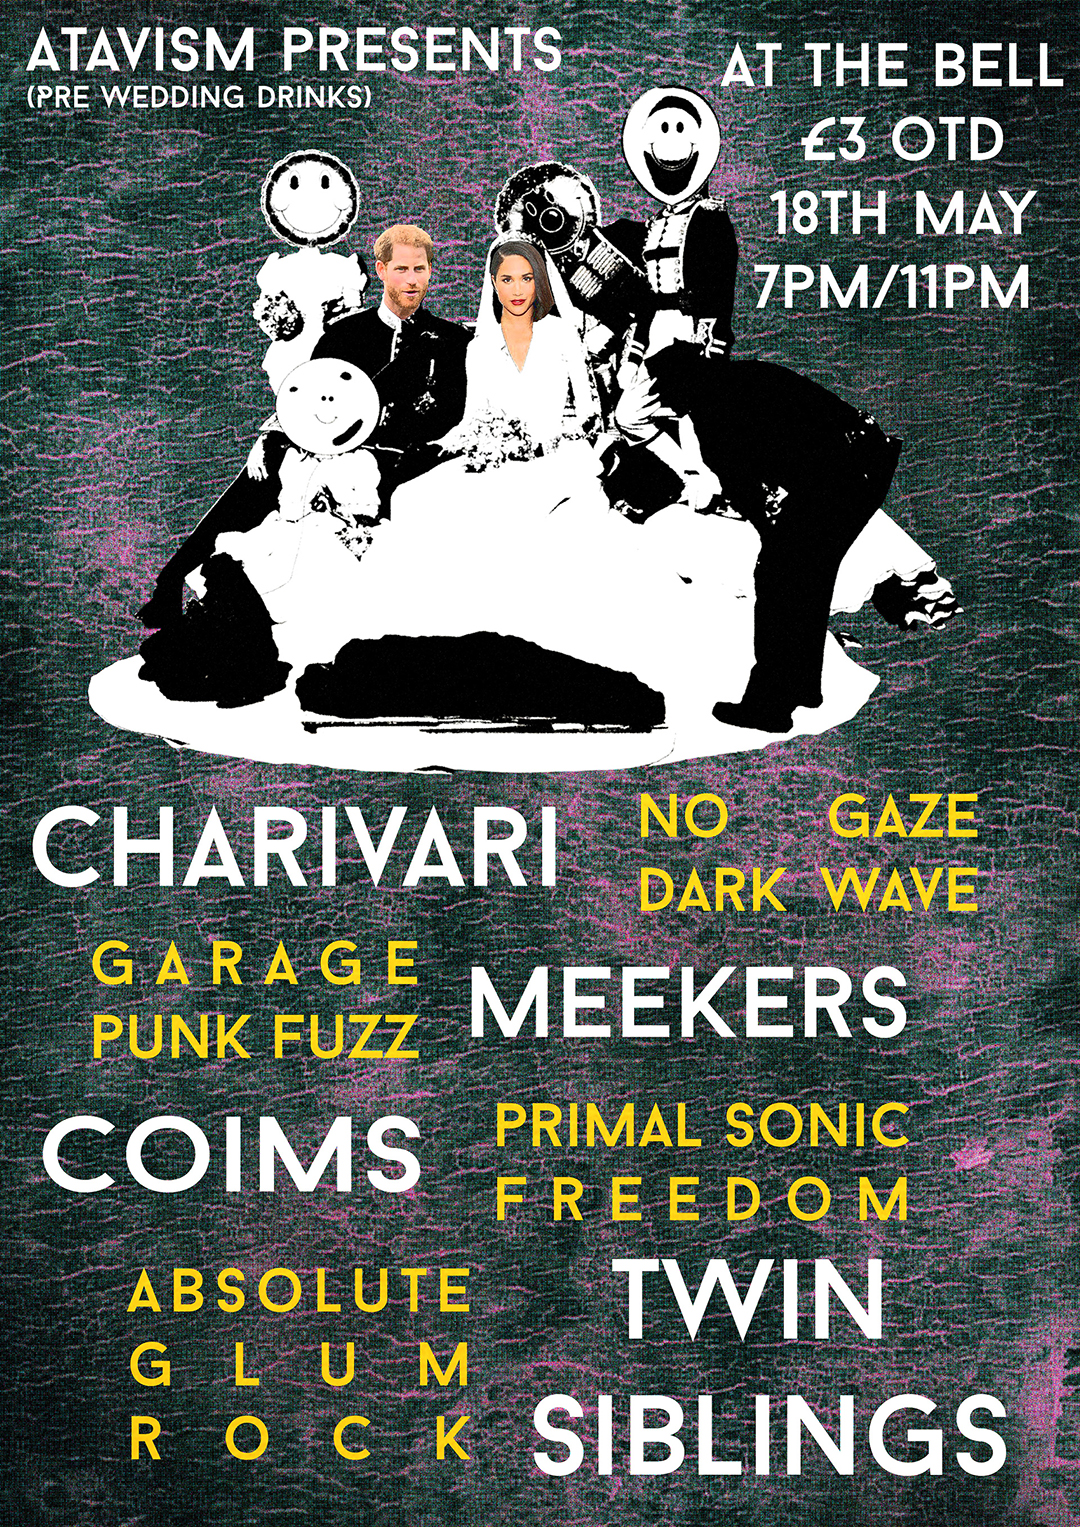 ATAVISM PRESENTS
(PRE WEDDING DRINKS)
AT THE BELL
£3 OTD
18TH MAY
7PM/11PM
CHARIVARI
NO GAZE
DARK WAVE
GARAGE
PUNK FUZZ
MEEKERS
COIMS
PRIMAL SONIC
FREEDOM
ABSOLUTE
GLUM
ROCK
TWIN
SIBLINGS